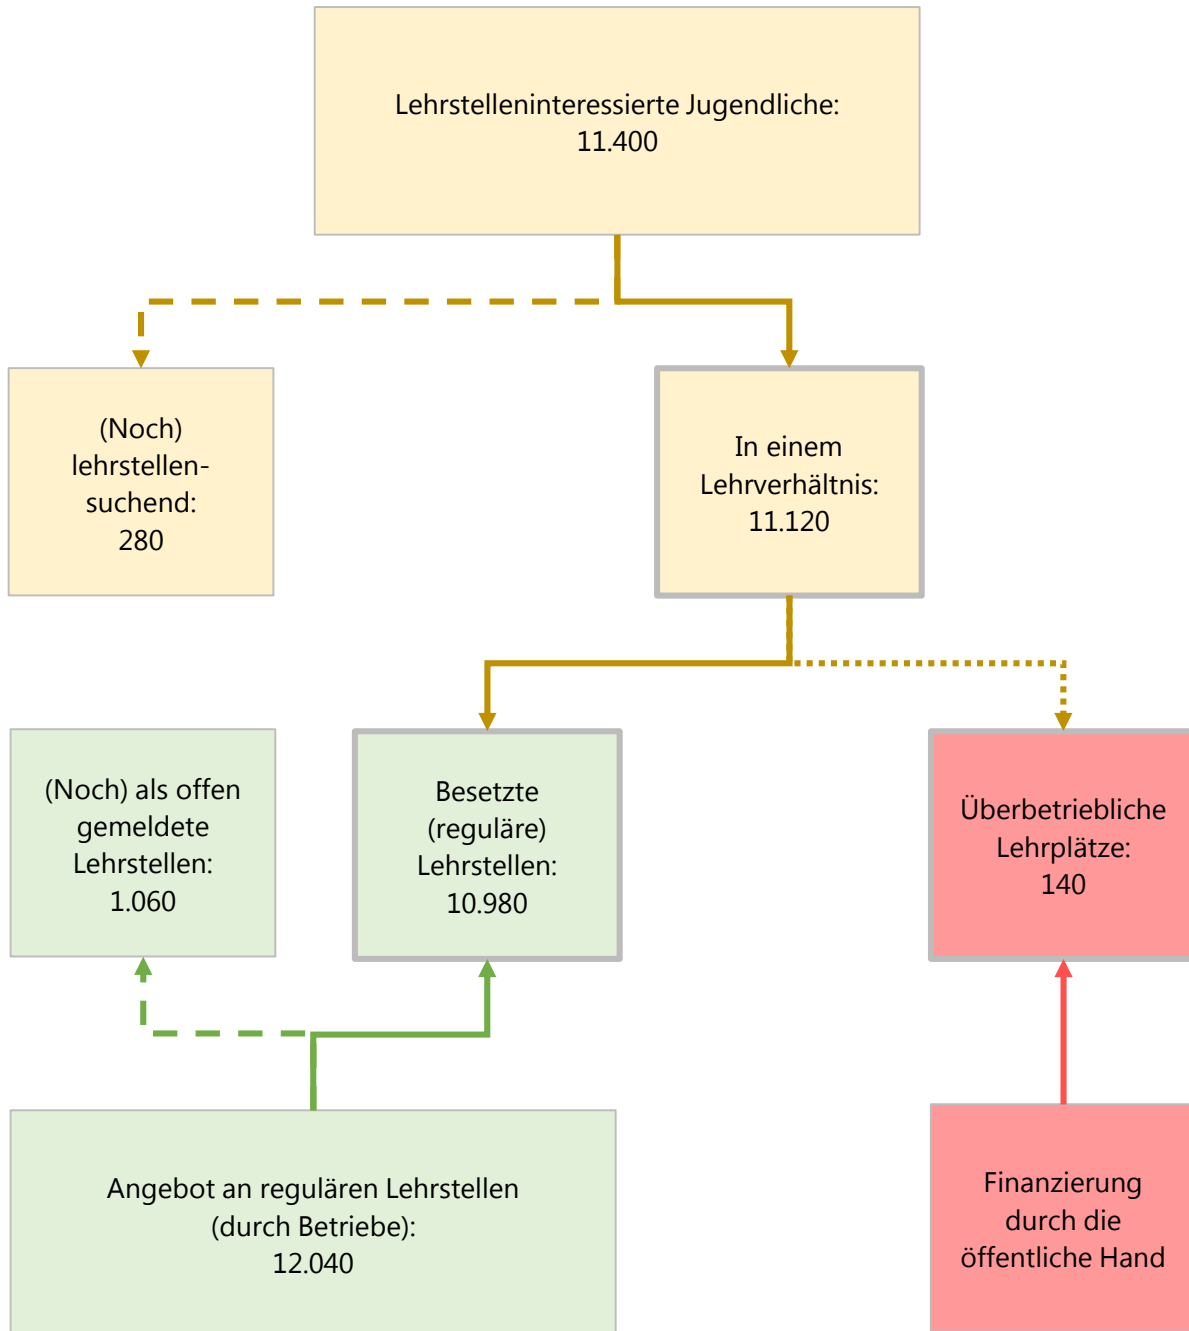 Lehrstelleninteressierte Jugendliche:
11.400
(Noch)
lehrstellen-
suchend:
280
In einem
Lehrverhältnis:
11.120
(Noch) als offen
gemeldete
Lehrstellen:
1.060
Besetzte
(reguläre)
Lehrstellen:
10.980
Überbetriebliche
Lehrplätze:
140
Angebot an regulären Lehrstellen
(durch Betriebe):
12.040
Finanzierung
durch die
öffentliche Hand